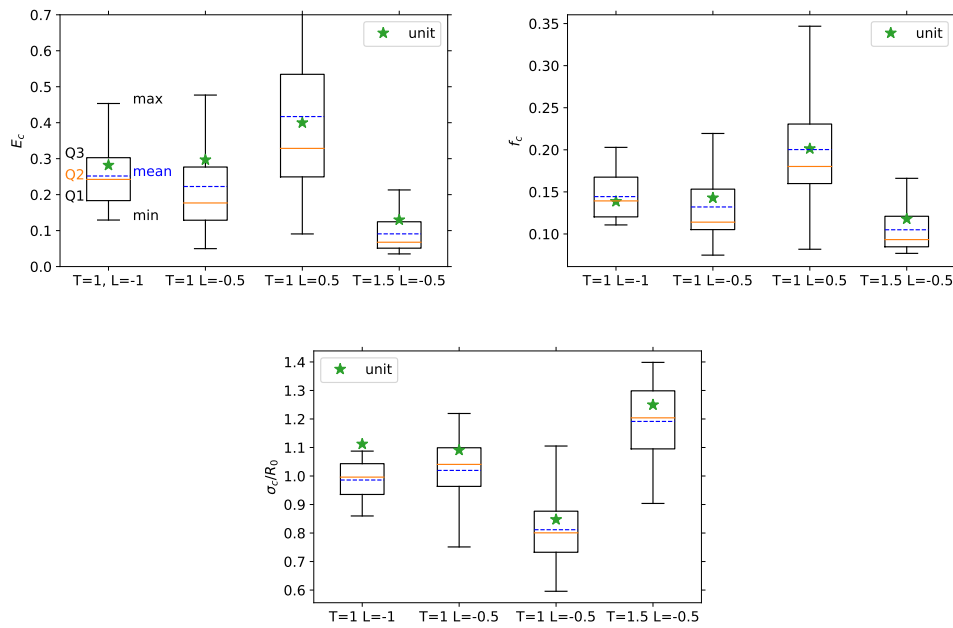 0.7
0.6
0.5
0.4
0.3
0.2
0.1
0.0
E_c
unit
max
Q3
Q2
Q1
mean
min
T=1, L=-1 T=1 L=-0.5 T=1 L=0.5 T=1.5 L=-0.5
0.35
0.30
0.25
0.20
0.15
0.10
f_c
unit
T=1 L=-1 T=1 L=-0.5 T=1 L=0.5 T=1.5 L=-0.5
1.4
1.3
1.2
1.1
1.0
0.9
0.8
0.7
0.6
σ_c/R_0
unit
T=1 L=-1 T=1 L=-0.5 T=1 L=-0.5 T=1.5 L=-0.5